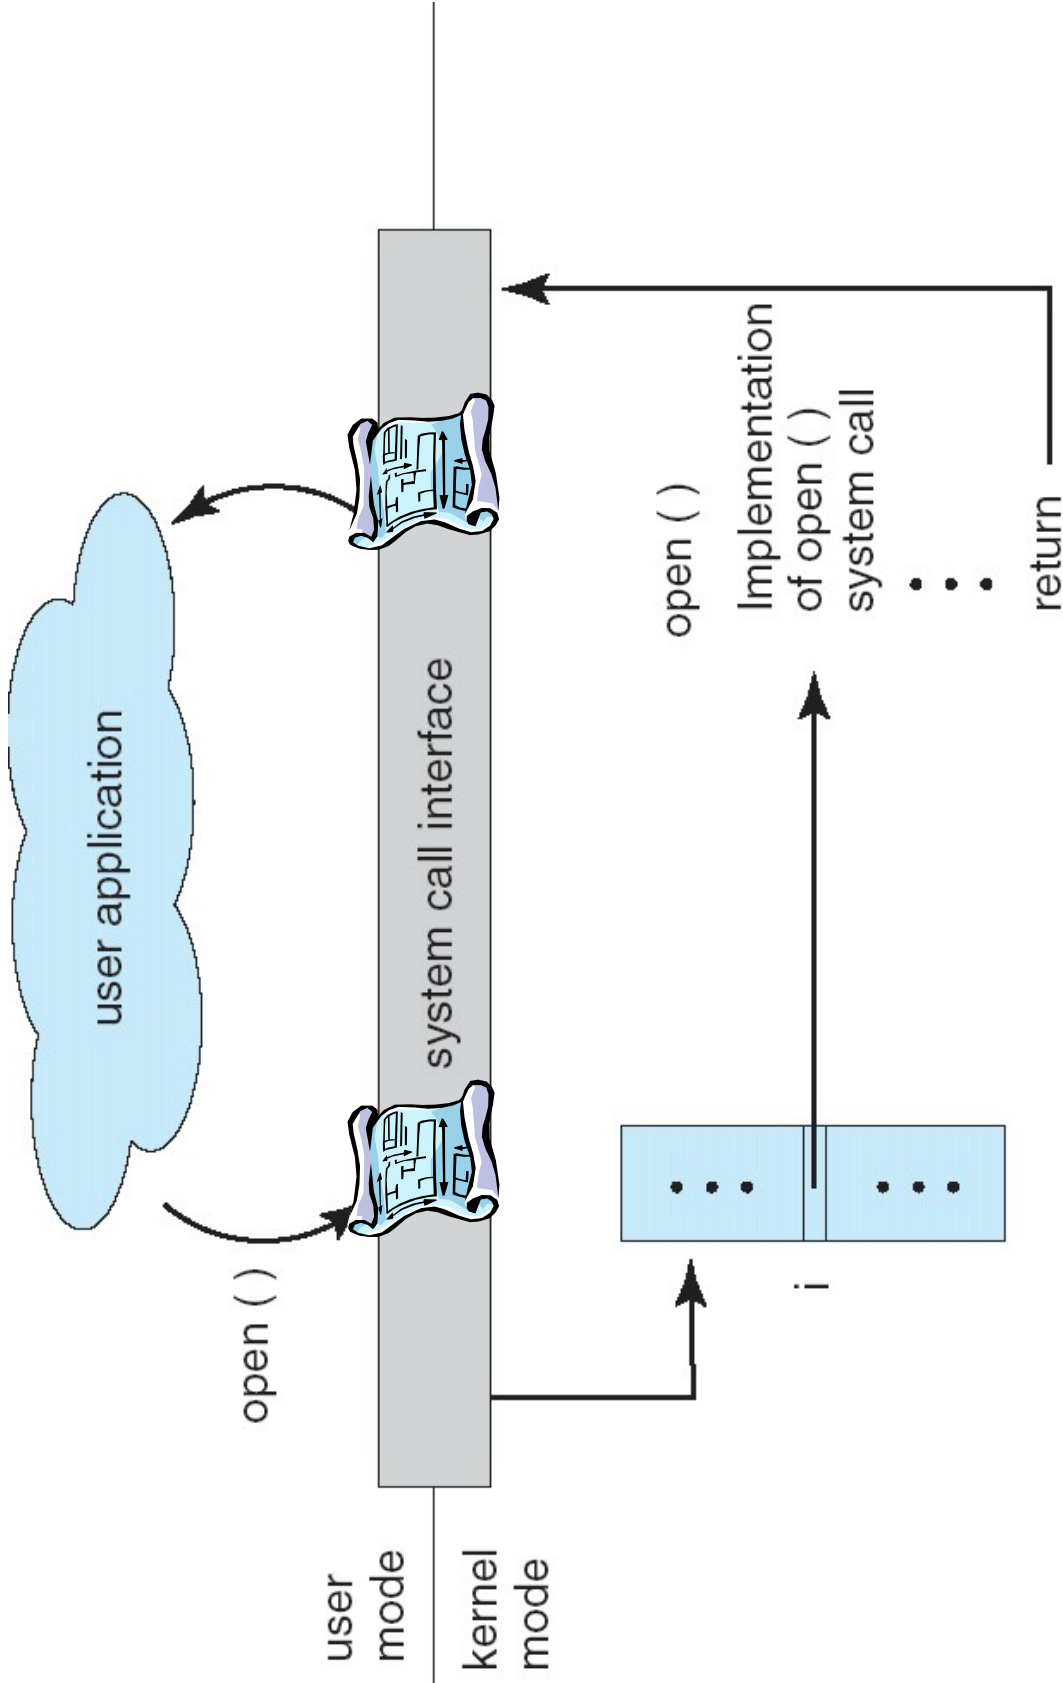 user application
open ( )
user
mode
system call interface
kernel
mode
i
open ( )
Implementation
of open ( )
system call
return